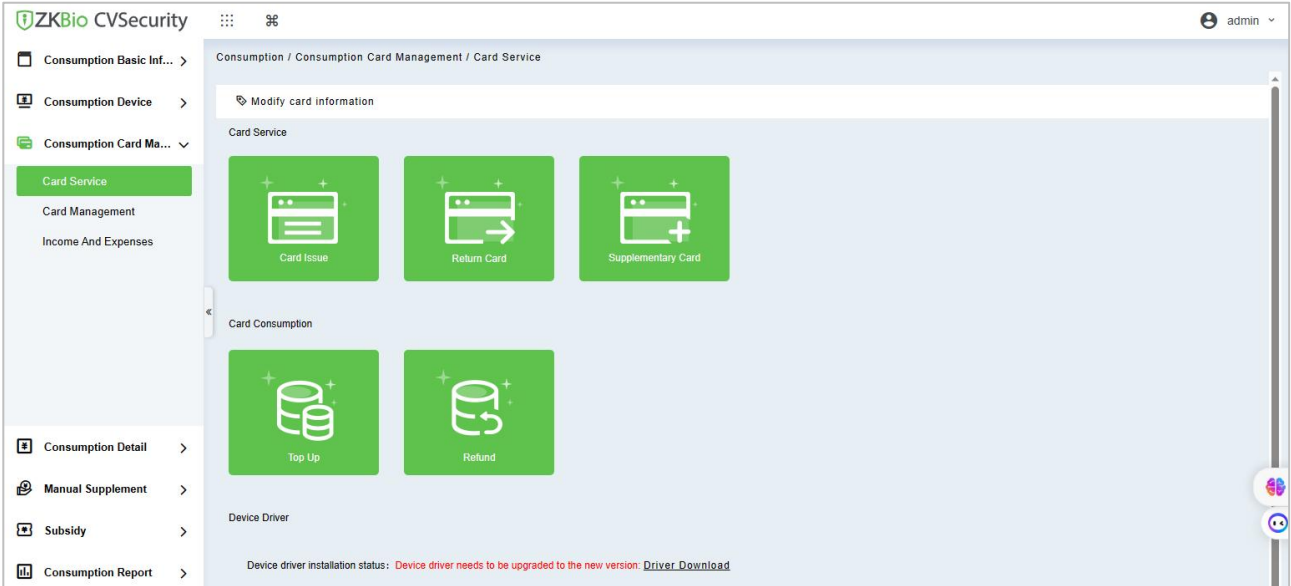 ZKBio CVSecurity
admin
Consumption Basic Inf...
Consumption Device
Consumption Card Ma...
Card Service
Card Management
Income And Expenses
Consumption Detail
Manual Supplement
Subsidy
Consumption Report
Consumption / Consumption Card Management / Card Service
Modify card information
Card Service
Card Issue
Return Card
Supplementary Card
Card Consumption
Top Up
Refund
Device Driver
Device driver installation status: Device driver needs to be upgraded to the new version: Driver Download